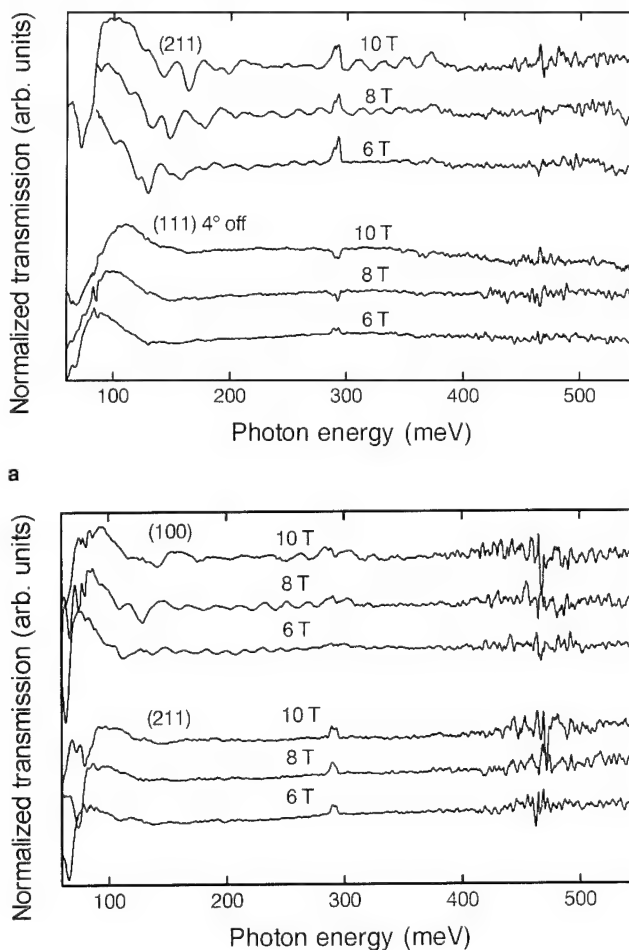 Normalized transmission (arb. units)
(211)
10 T
8 T
6 T
(111) 4° off
10 T
8 T
6 T
100 200 300 400 500
Photon energy (meV)
a
Normalized transmission (arb. units)
(100)
10 T
8 T
6 T
(211)
10 T
8 T
6 T
100 200 300 400 500
Photon energy (meV)